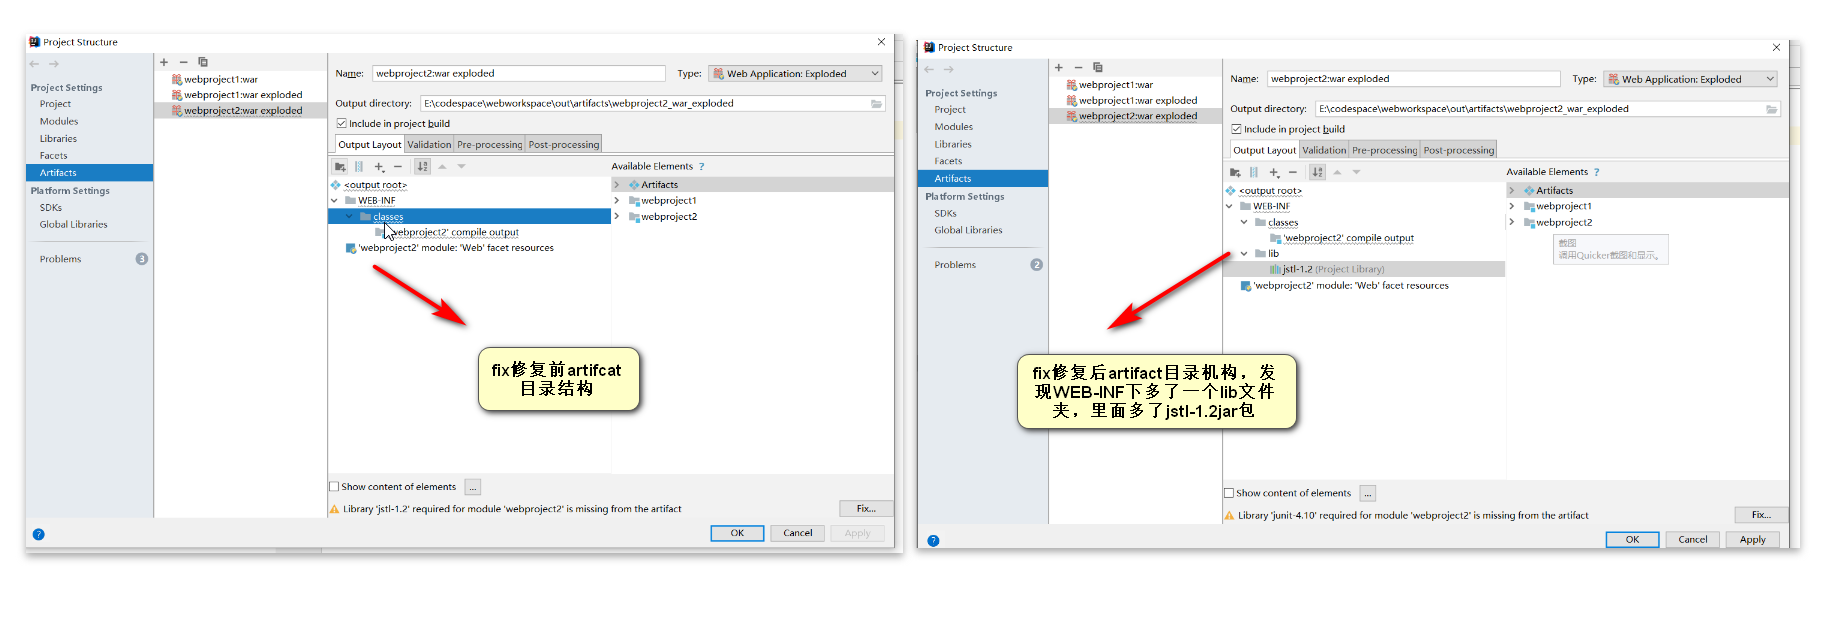 Project Structure
Project Settings
Project
Modules
Libraries
Facets
Artifacts
Platform Settings
SDKs
Global Libraries
Problems 3
webproject1:war
webproject1:war exploded
webproject2:war exploded
Name: webproject2:war exploded Type: Web Application: Exploded
Output directory: E:\codespace\webworkspace\out\artifacts\webproject2_war_exploded
Include in project build
Output Layout Validation Pre-processing Post-processing
Available Elements ?
<output root>
WEB-INF
classes
'webproject2' compile output
'webproject2' module: 'Web' facet resources
Artifacts
webproject1
webproject2
fix修复前artifcat
目录结构
Show content of elements ...
Library 'jstl-1.2' required for module 'webproject2' is missing from the artifact Fix...
? OK Cancel Apply
Project Structure
Project Settings
Project
Modules
Libraries
Facets
Artifacts
Platform Settings
SDKs
Global Libraries
Problems 2
webproject1:war
webproject1:war exploded
webproject2:war exploded
Name: webproject2:war exploded Type: Web Application: Exploded
Output directory: E:\codespace\webworkspace\out\artifacts\webproject2_war_exploded
Include in project build
Output Layout Validation Pre-processing Post-processing
Available Elements ?
<output root>
WEB-INF
classes
'webproject2' compile output
lib
jstl-1.2 (Project Library)
'webproject2' module: 'Web' facet resources
Artifacts
webproject1
webproject2
截图
调用Quicker截图和显示。
fix修复后artifact目录机构，发
现WEB-INF下多了一个lib文件
夹，里面多了jstl-1.2jar包
Show content of elements ...
Library 'junit-4.10' required for module 'webproject2' is missing from the artifact Fix...
? OK Cancel Apply